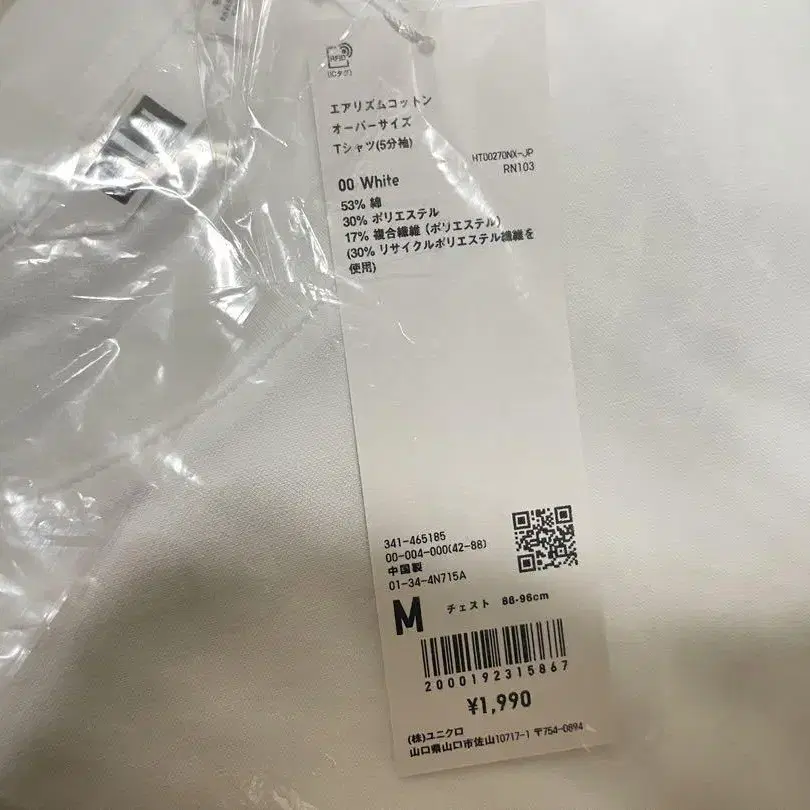 RFID
(ICタグ)
エアリズムコットン
オーバーサイズ
Tシャツ(5分袖)
HT00270NX-JP
RN103
00 White
53% 綿
30% ポリエステル
17% 複合繊維 (ポリエステル)
(30% リサイクルポリエステル繊維を
使用)
341-465185
00-004-000(42-88)
中国製
01-34-4N715A
M チェスト 88-96cm
2000192315867
¥1,990
(株)ユニクロ
山口県山口市佐山10717-1 〒754-0894